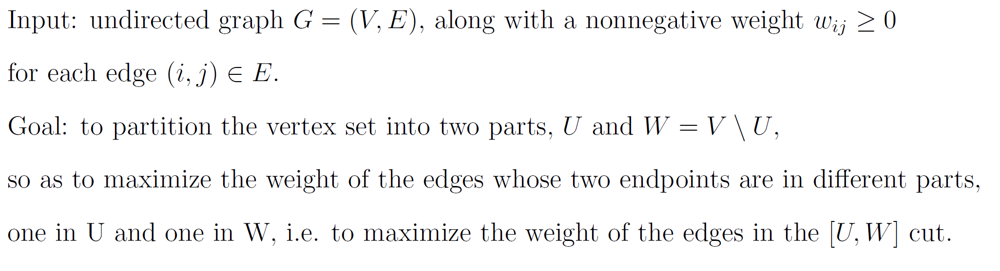 Input: undirected graph G = (V, E), along with a nonnegative weight w_{ij} ≥ 0
for each edge (i, j) ∈ E.
Goal: to partition the vertex set into two parts, U and W = V \ U,
so as to maximize the weight of the edges whose two endpoints are in different parts,
one in U and one in W, i.e. to maximize the weight of the edges in the [U, W] cut.